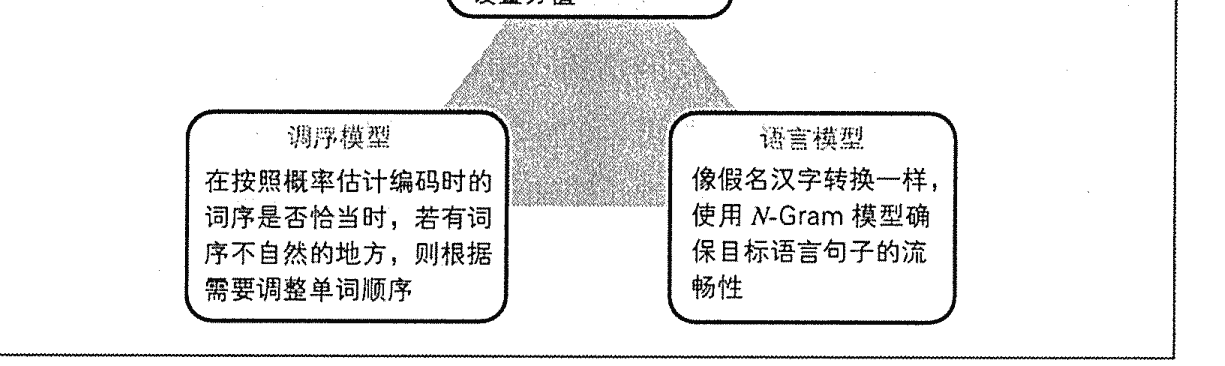 调序模型
在按照概率估计编码时的
词序是否恰当时，若有词
序不自然的地方，则根据
需要调整单词顺序
语言模型
像假名汉字转换一样，
使用 N-Gram 模型确
保目标语言句子的流
畅性